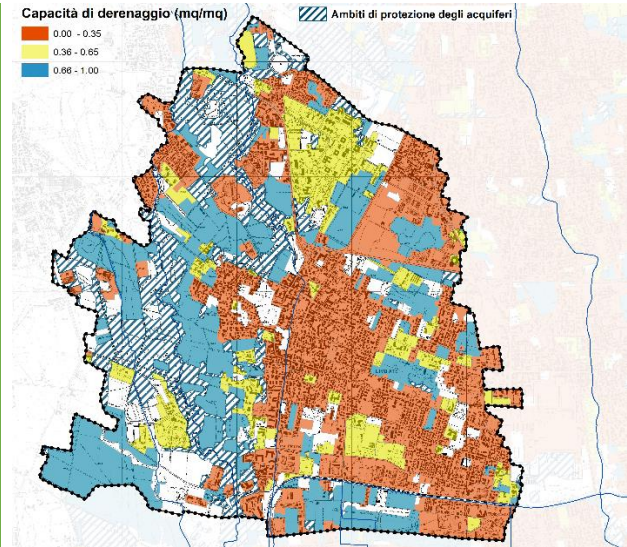 Capacità di derenaggio (mq/mq)
Ambiti di protezione degli acquiferi
0.00 - 0.35
0.36 - 0.65
0.66 - 1.00